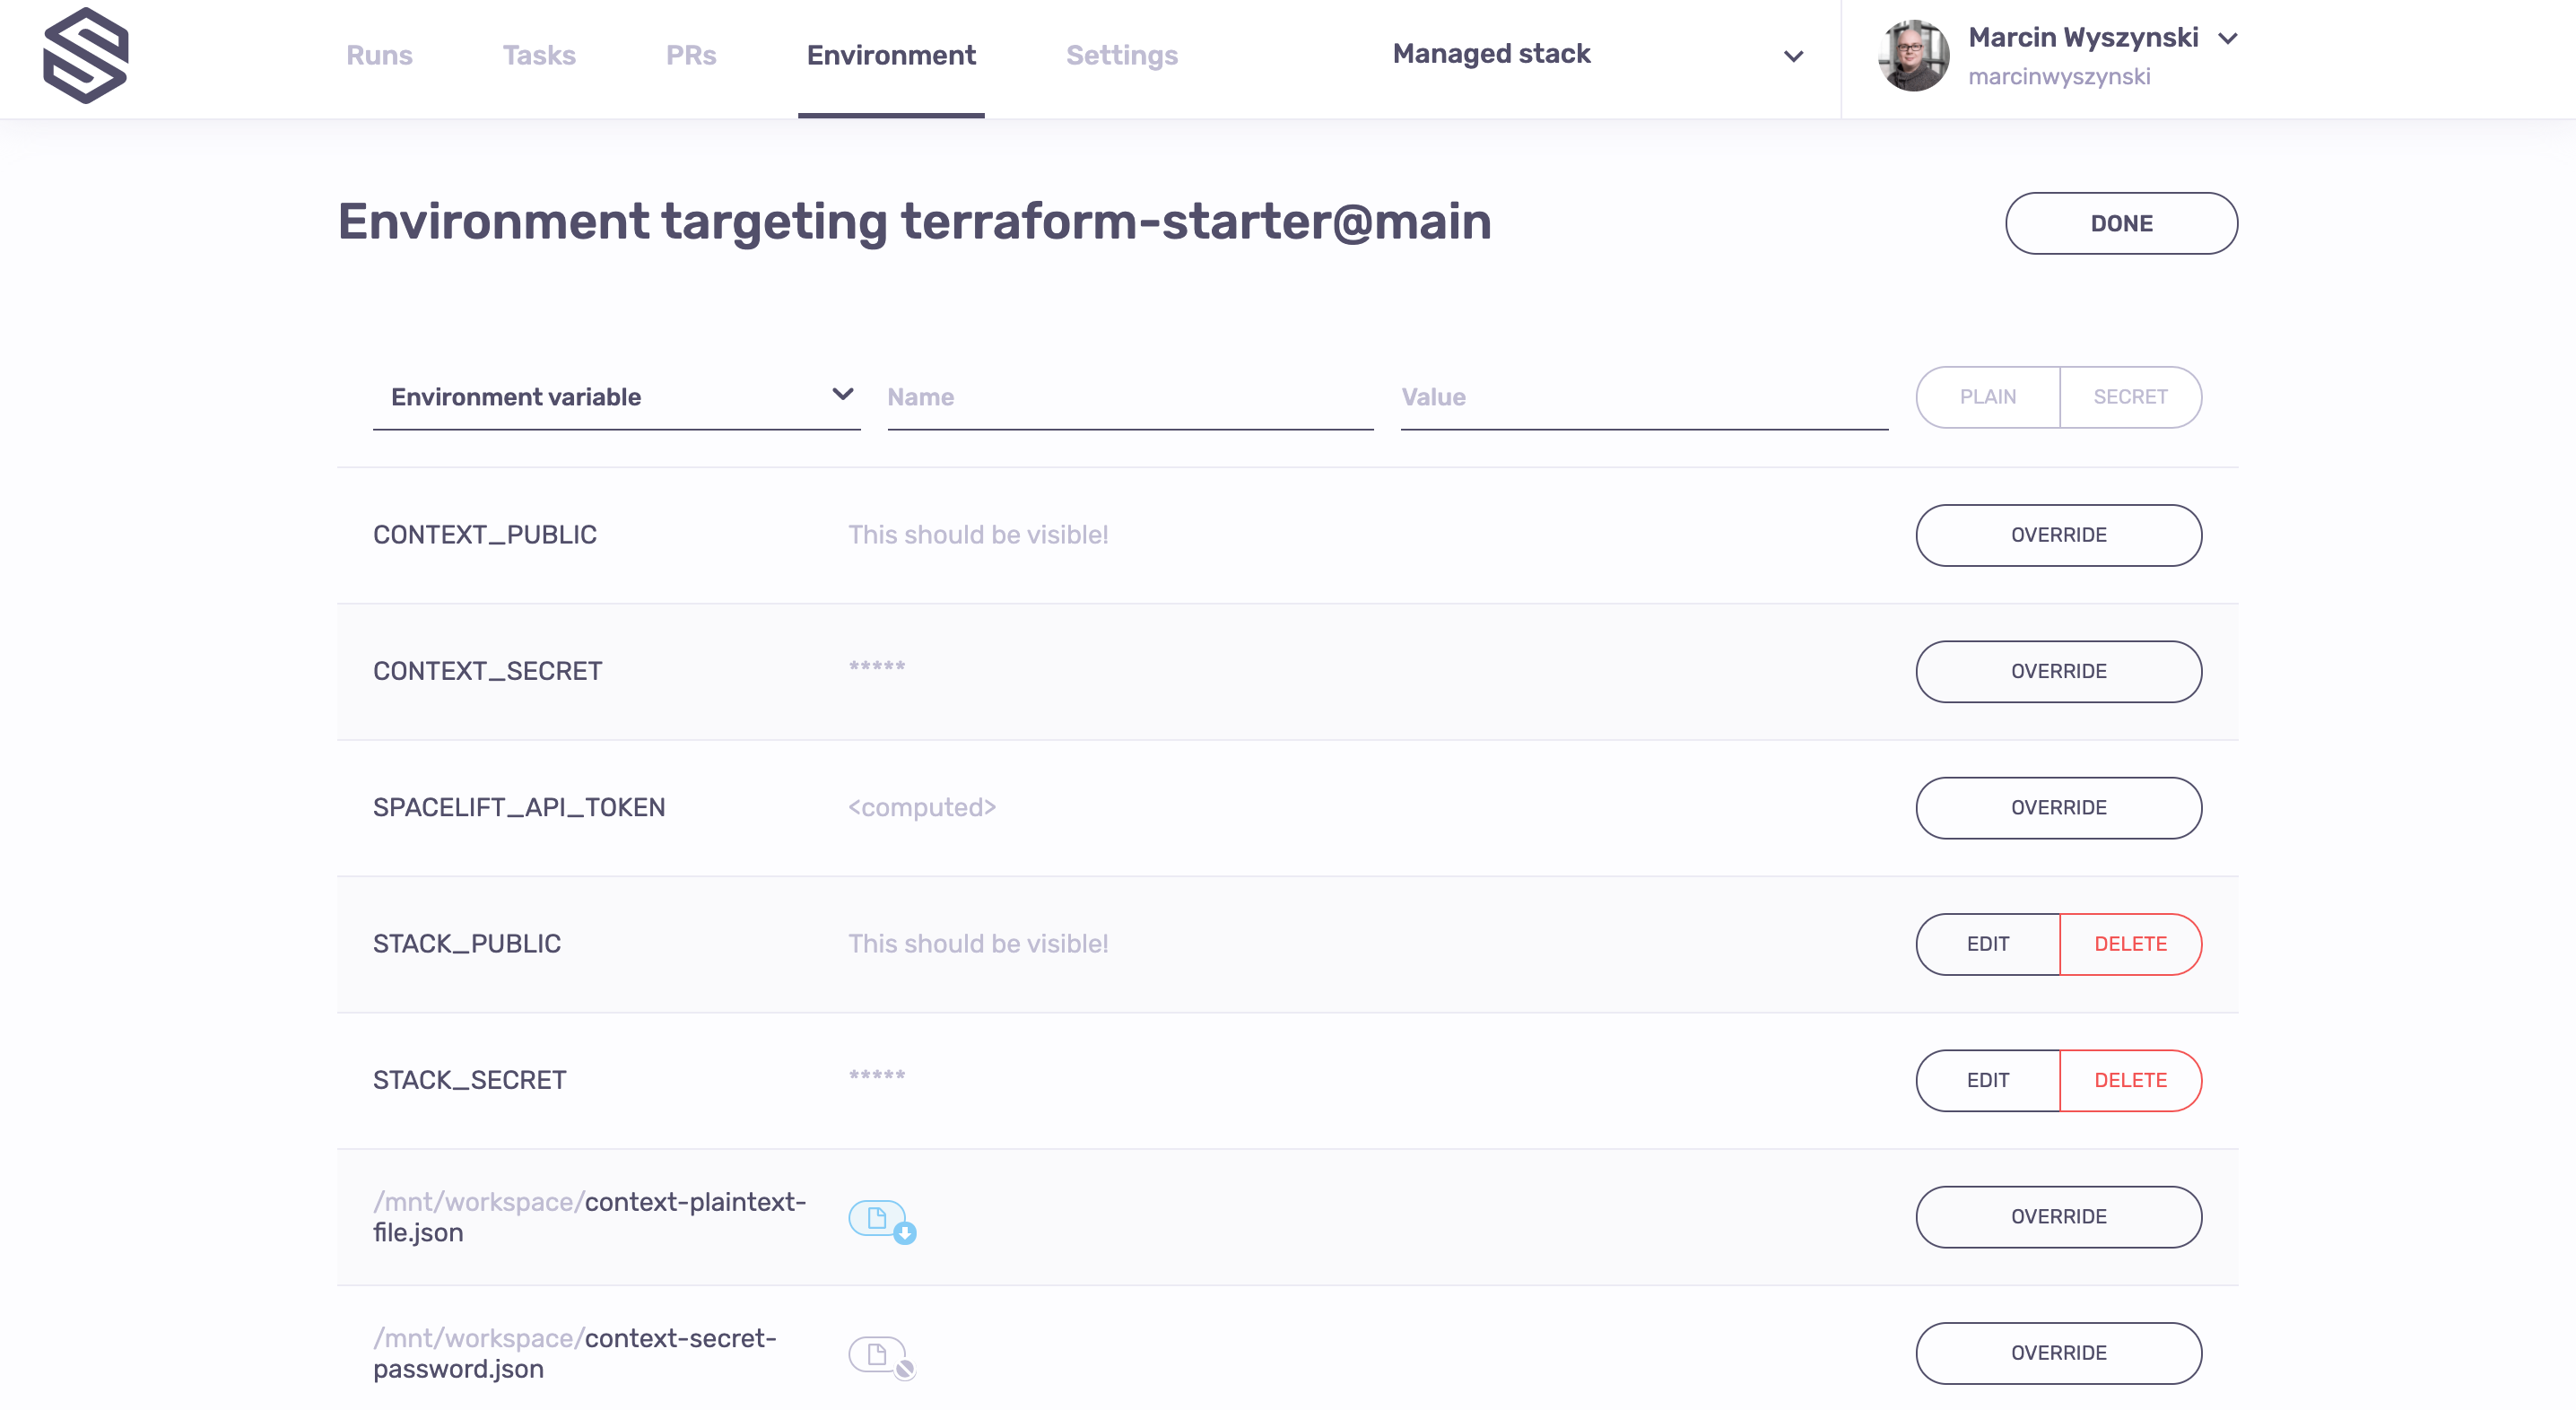 Runs Tasks PRs Environment Settings Managed stack Marcin Wyszynski
marcinwyszynski
Environment targeting terraform-starter@main DONE
Environment variable Name Value PLAIN SECRET
CONTEXT_PUBLIC This should be visible! OVERRIDE
CONTEXT_SECRET ***** OVERRIDE
SPACELIFT_API_TOKEN <computed> OVERRIDE
STACK_PUBLIC This should be visible! EDIT DELETE
STACK_SECRET ***** EDIT DELETE
/mnt/workspace/context-plaintext-
file.json
OVERRIDE
/mnt/workspace/context-secret-
password.json
OVERRIDE